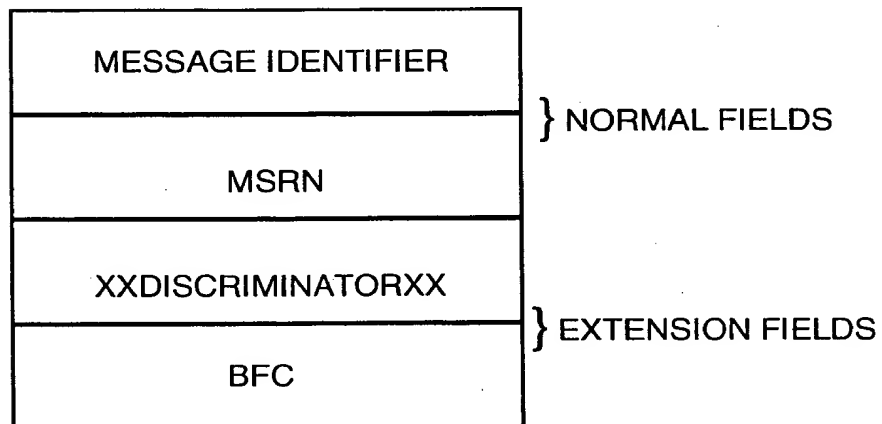 MESSAGE IDENTIFIER
} NORMAL FIELDS
MSRN
XXDISCRIMINATORXX
} EXTENSION FIELDS
BFC